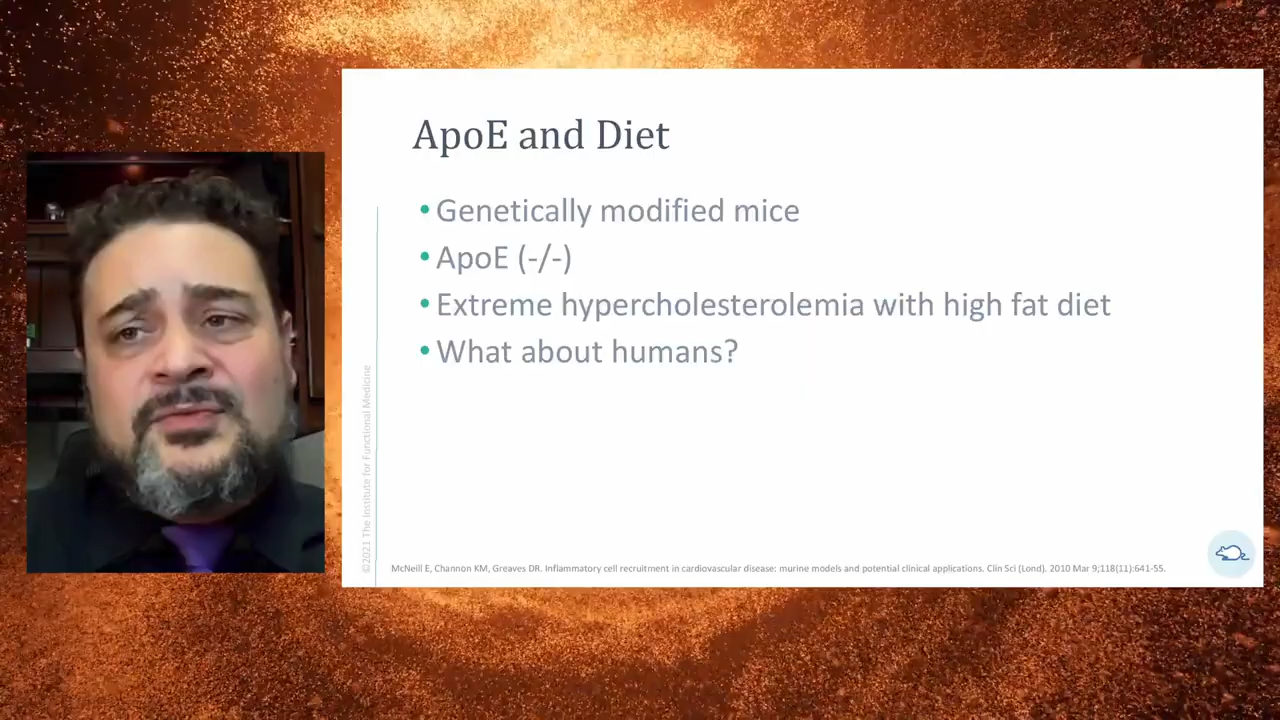 ApoE and Diet
• Genetically modified mice
• ApoE (-/-)
• Extreme hypercholesterolemia with high fat diet
• What about humans?
©2021 The Institute for Functional Medicine
McNeill E, Channon KM, Greaves DR. Inflammatory cell recruitment in cardiovascular disease: murine models and potential clinical applications. Clin Sci (Lond). 2010 Mar 9;118(11):641-55.